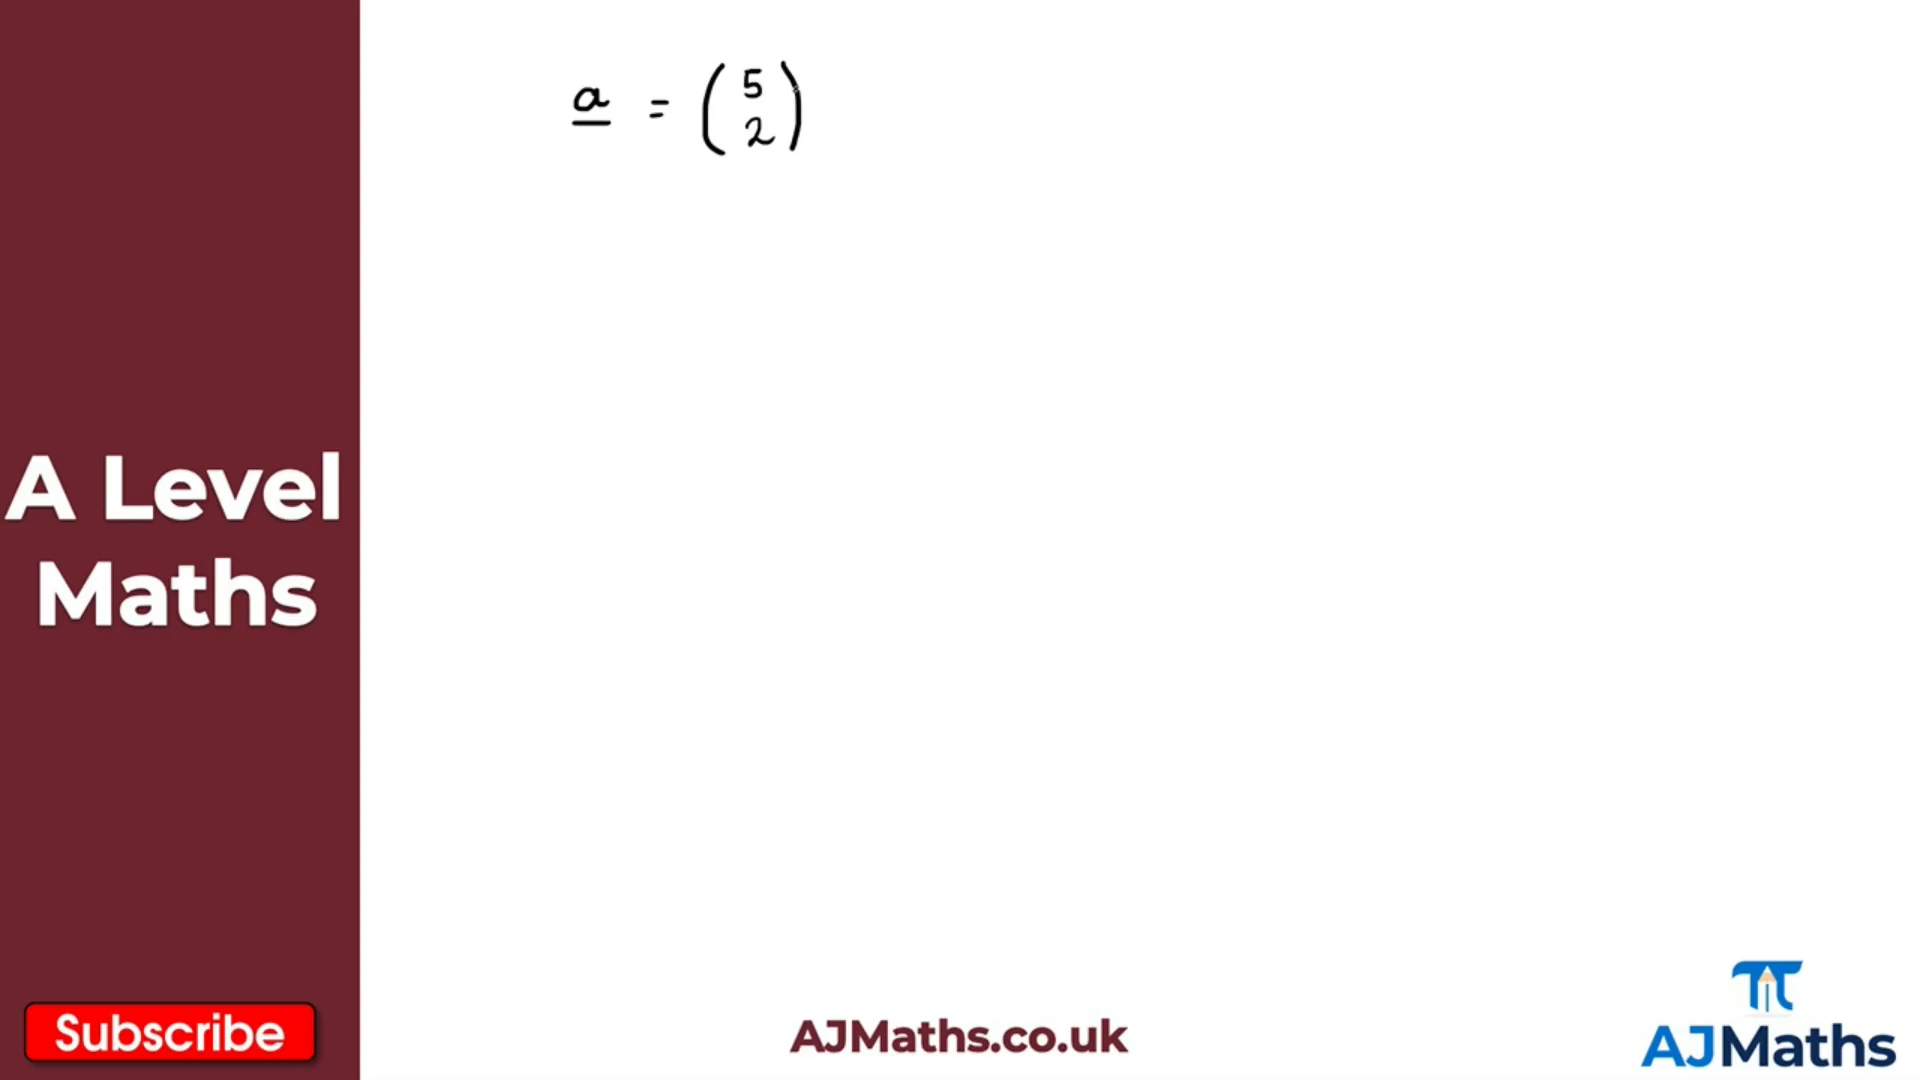 a = (5
2)
A Level
Maths
Subscribe
AJMaths.co.uk
AJMaths